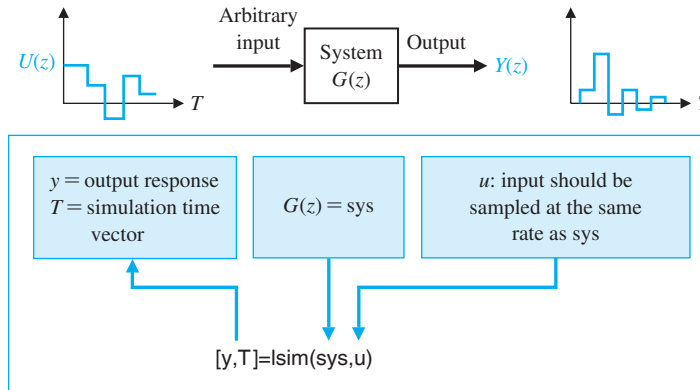 Arbitrary
input
U(z)
T
System
G(z)
Output
Y(z)
T
y = output response
T = simulation time
vector
G(z) = sys
u: input should be
sampled at the same
rate as sys
[y,T]=lsim(sys,u)